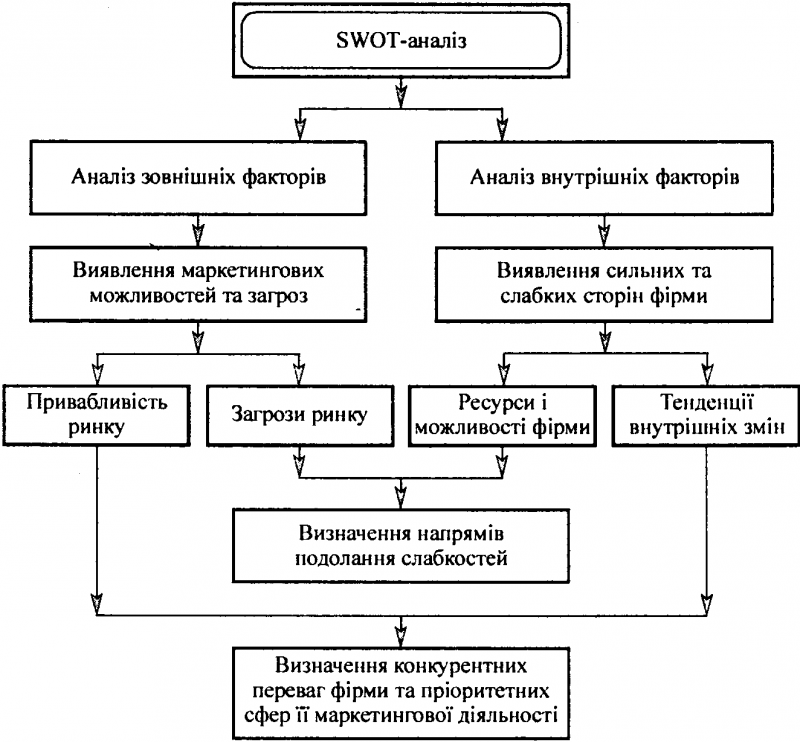 SWOT-аналіз
Аналіз зовнішніх факторів
Аналіз внутрішніх факторів
Виявлення маркетингових
можливостей та загроз
Виявлення сильних та
слабких сторін фірми
Привабливість
ринку
Загрози ринку
Ресурси і
можливості фірми
Тенденції
внутрішніх змін
Визначення напрямів
подолання слабкостей
Визначення конкурентних
переваг фірми та пріоритетних
сфер її маркетингової діяльності